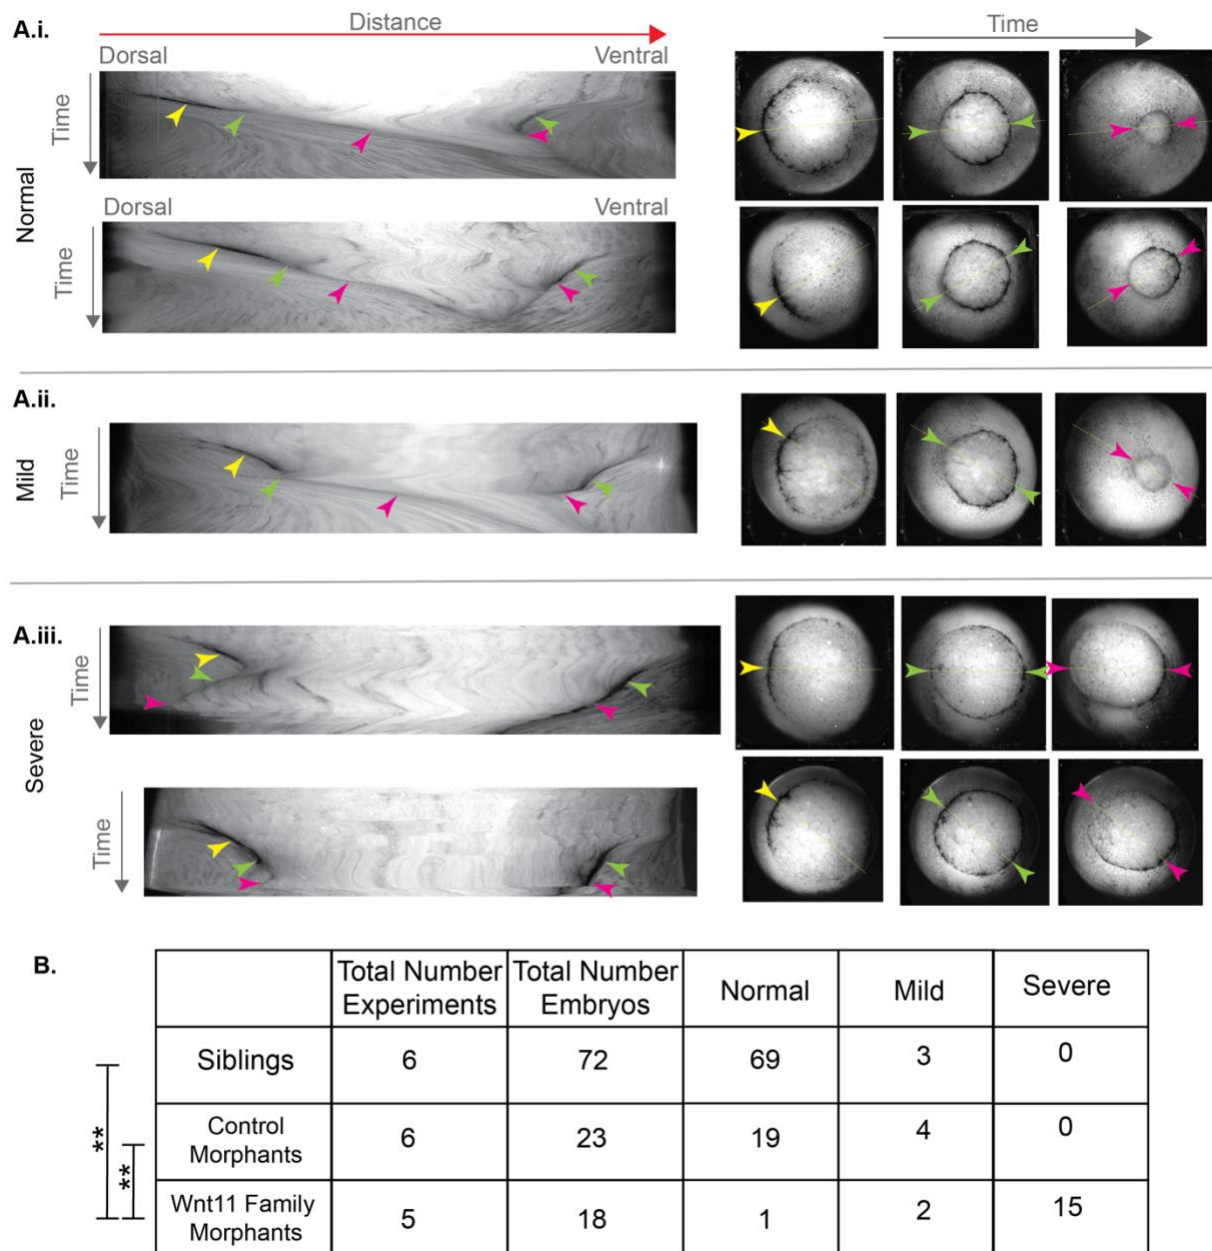 A.i.
Distance
Time
Dorsal
Ventral
Time
Normal
Dorsal
Ventral
Time
A.ii.
Mild
Time
A.iii.
Time
Severe
Time
B.
Total Number Experiments
Total Number Embryos
Normal
Mild
Severe
Siblings
6
72
69
3
0
Control Morphants
6
23
19
4
0
Wnt11 Family Morphants
5
18
1
2
15
**
**